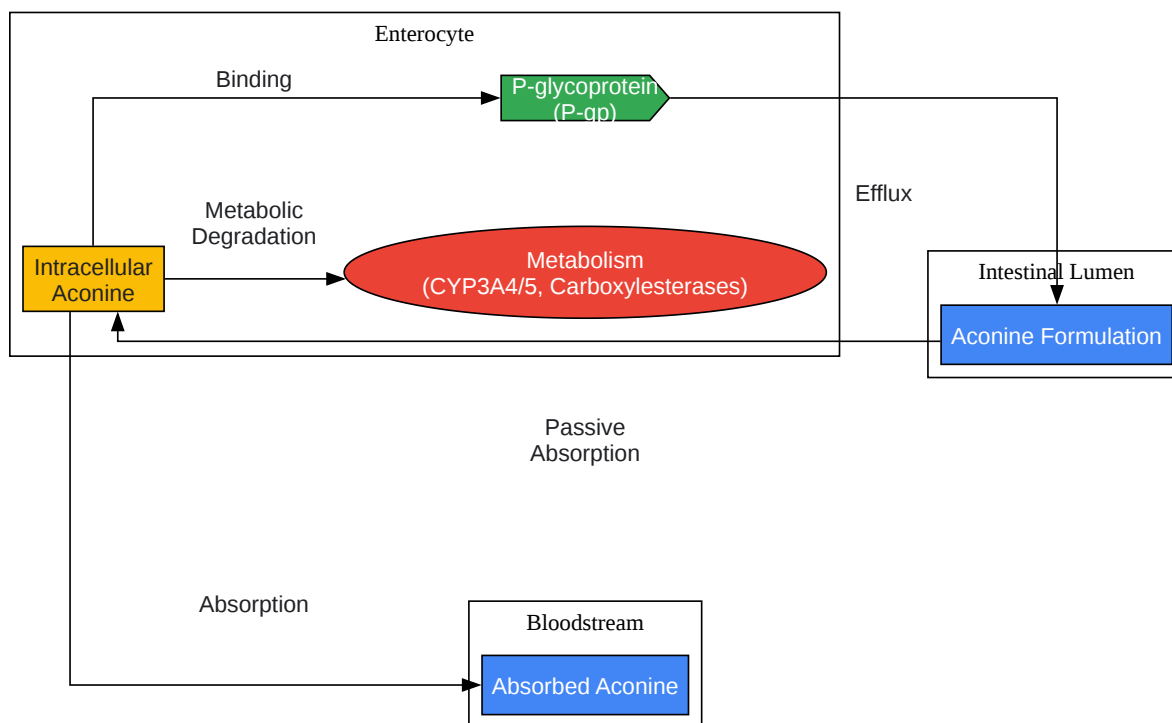 Enterocyte
Binding
P-glycoprotein
(P-gp)
Efflux
Metabolic
Degradation
Intracellular
Aconine
Metabolism
(CYP3A4/5, Carboxylesterases)
Intestinal Lumen
Aconine Formulation
Passive
Absorption
Absorption
Bloodstream
Absorbed Aconine